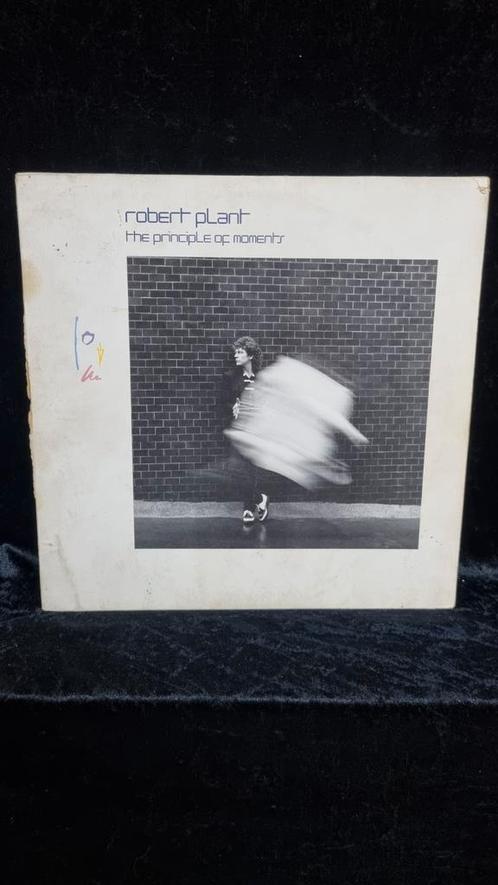 robert plant
the principle of moments